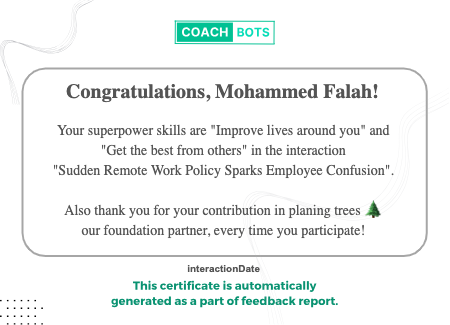 COACH BOTS
Congratulations, Mohammed Falah!
Your superpower skills are "Improve lives around you" and
"Get the best from others" in the interaction
"Sudden Remote Work Policy Sparks Employee Confusion".
Also thank you for your contribution in planing trees 🌲
our foundation partner, every time you participate!
interactionDate
This certificate is automatically
generated as a part of feedback report.